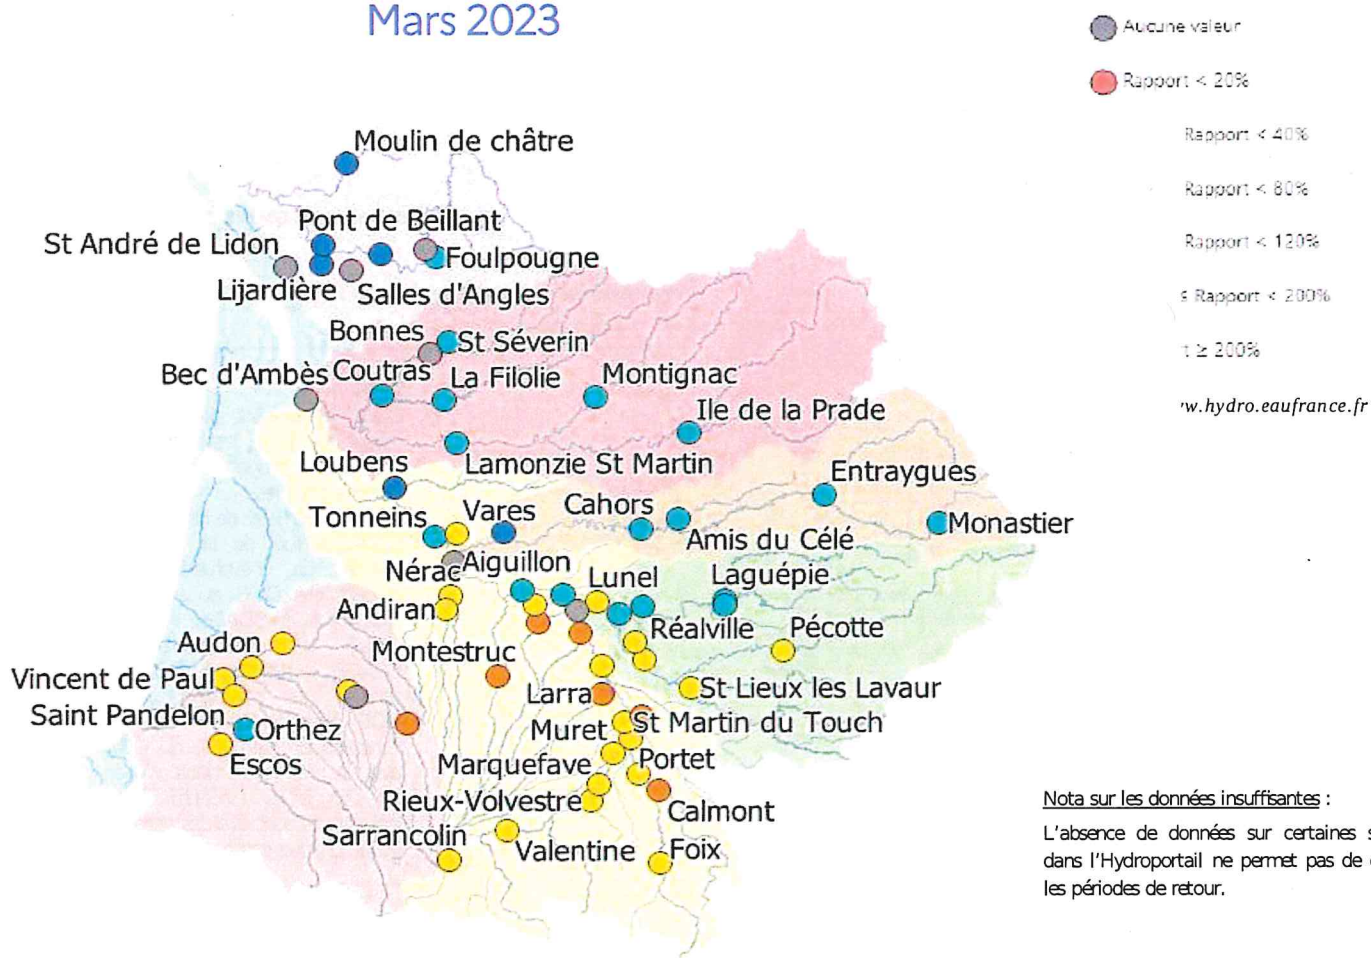 Mars 2023
Aucune valeur
Rapport < 20%
Rapport < 40%
Rapport < 80%
Rapport < 120%
Rapport < 200%
≥ 200%
w.hydro.eaufrance.fr
Moulin de châtre
Pont de Beillant
St André de Lidon
Foulpougne
Lijardière
Salles d'Angles
Bonnes
St Séverin
Bec d'Ambès
Coutras
La Filolie
Montignac
Ile de la Prade
Loubens
Lamonzie St Martin
Entraygues
Tonneins
Vares
Cahors
Amis du Célé
Monastier
Nérac
Aiguillon
Lunel
Laguépie
Andiran
Réalville
Pécotte
Audon
Montestruc
Vincent de Paul
Larra
St Lieux les Lavaur
Saint Pandelon
Orthez
Muret
St Martin du Touch
Escos
Marquefave
Portet
Rieux-Volvestre
Calmont
Sarrancolin
Valentine
Foix
Nota sur les données insuffisantes :
L'absence de données sur certaines
dans l'Hydroportail ne permet pas de
les périodes de retour.